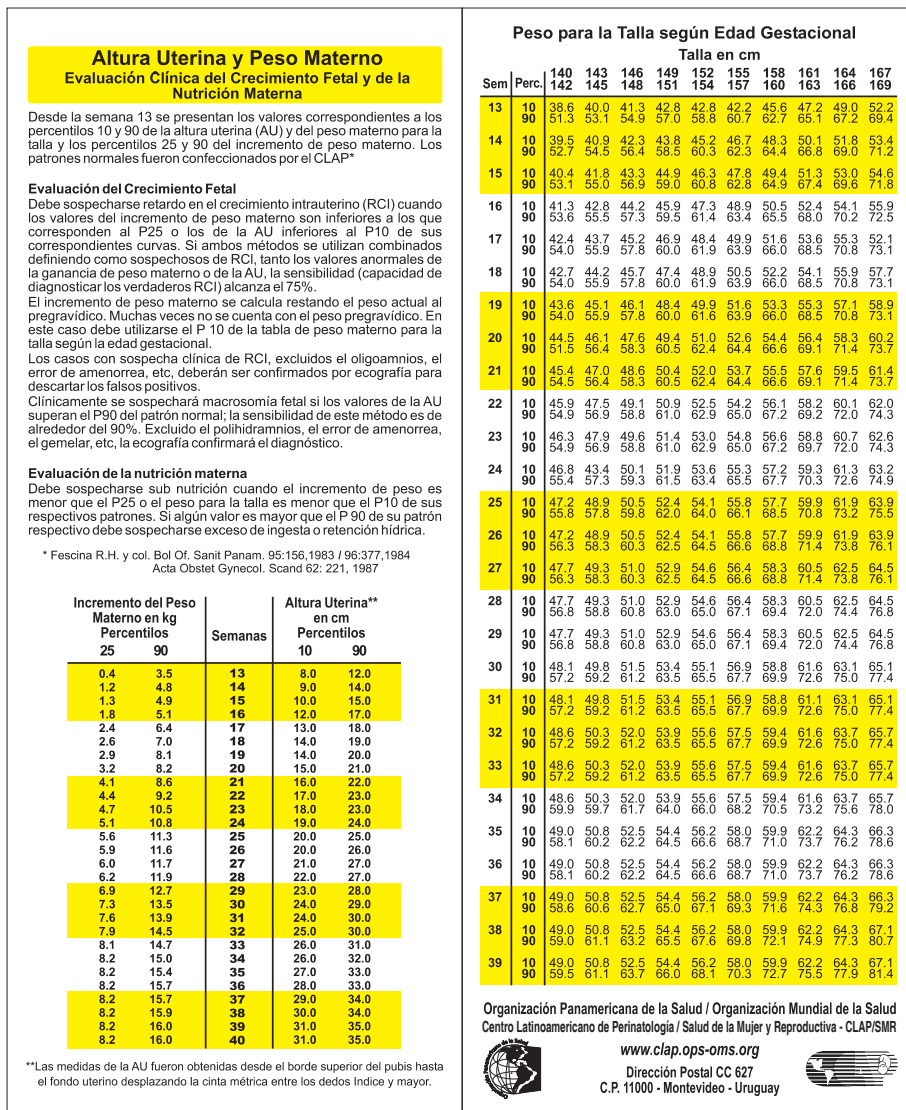 Altura Uterina y Peso Materno
Evaluación Clínica del Crecimiento Fetal y de la
Nutrición Materna
Desde la semana 13 se presentan los valores correspondientes a los
percentilos 10 y 90 de la altura uterina (AU) y del peso materno para la
talla y los percentilos 25 y 90 del incremento de peso materno. Los
patrones normales fueron confeccionados por el CLAP*
Evaluación del Crecimiento Fetal
Debe sospecharse retardo en el crecimiento intrauterino (RCI) cuando
los valores del incremento de peso materno son inferiores a los que
corresponden al P25 o los de la AU inferiores al P10 de sus
correspondientes curvas. Si ambos métodos se utilizan combinados
definiendo como sospechosos de RCI, tanto los valores anormales de
la ganancia de peso materno o de la AU, la sensibilidad (capacidad de
diagnosticar los verdaderos RCI) alcanza el 75%.
El incremento de peso materno se calcula restando el peso actual al
pregravídico. Muchas veces no se cuenta con el peso pregravídico. En
este caso debe utilizarse el P 10 de la tabla de peso materno para la
talla según la edad gestacional.
Los casos con sospecha clínica de RCI, excluidos el oligoamnios, el
error de amenorrea, etc, deberán ser confirmados por ecografía para
descartar los falsos positivos.
Clínicamente se sospechará macrosomía fetal si los valores de la AU
superan el P90 del patrón normal; la sensibilidad de este método es de
alrededor del 90%. Excluido el polihidramnios, el error de amenorrea,
el gemelar, etc, la ecografía confirmará el diagnóstico.
Evaluación de la nutrición materna
Debe sospecharse sub nutrición cuando el incremento de peso es
menor que el P25 o el peso para la talla es menor que el P10 de sus
respectivos patrones. Si algún valor es mayor que el P 90 de su patrón
respectivo debe sospecharse exceso de ingesta o retención hídrica.
* Fescina R.H. y col. Bol Of. Sanit Panam. 95:156,1983 / 96:377,1984
Acta Obstet Gynecol. Scand 62: 221, 1987
Incremento del Peso Altura Uterina**
Materno en kg en cm
Percentilos Semanas Percentilos
25 90 10 90
0.4 3.5 13 8.0 12.0
1.2 4.8 14 9.0 14.0
1.3 4.9 15 10.0 15.0
1.8 5.1 16 12.0 17.0
2.4 6.4 17 13.0 18.0
2.6 7.0 18 14.0 19.0
2.9 8.1 19 14.0 20.0
3.2 8.2 20 15.0 21.0
4.1 8.6 21 16.0 22.0
4.4 9.2 22 17.0 23.0
4.7 10.5 23 18.0 23.0
5.1 10.8 24 19.0 24.0
5.6 11.3 25 20.0 25.0
5.9 11.6 26 20.0 26.0
6.0 11.7 27 21.0 27.0
6.2 11.9 28 22.0 27.0
6.9 12.7 29 23.0 28.0
7.3 13.5 30 24.0 29.0
7.6 13.9 31 24.0 30.0
7.9 14.5 32 25.0 30.0
8.1 14.7 33 26.0 31.0
8.2 15.0 34 26.0 32.0
8.2 15.4 35 27.0 33.0
8.2 15.7 36 28.0 33.0
8.2 15.7 37 29.0 34.0
8.2 15.9 38 30.0 34.0
8.2 16.0 39 31.0 35.0
8.2 16.0 40 31.0 35.0
**Las medidas de la AU fueron obtenidas desde el borde superior del pubis hasta
el fondo uterino desplazando la cinta métrica entre los dedos Indice y mayor.
Peso para la Talla según Edad Gestacional
Talla en cm
140 143 146 149 152 155 158 161 164 167
Sem Perc. 142 145 148 151 154 157 160 163 166 169
13 10 38.6 40.0 41.3 42.8 42.8 42.2 45.6 47.2 49.0 52.2
90 51.3 53.1 54.9 57.0 58.8 60.7 62.7 65.1 67.2 69.4
14 10 39.5 40.9 42.3 43.8 45.2 46.7 48.3 50.1 51.8 53.4
90 52.7 54.5 56.4 58.5 60.3 62.3 64.4 66.8 69.0 71.2
15 10 40.4 41.8 43.3 44.9 46.3 47.8 49.4 51.3 53.0 54.6
90 53.1 55.0 56.9 59.0 60.8 62.8 64.9 67.4 69.6 71.8
16 10 41.3 42.8 44.2 45.9 47.3 48.9 50.5 52.4 54.1 55.9
90 53.6 55.5 57.3 59.5 61.4 63.4 65.5 68.0 70.2 72.5
17 10 42.4 43.7 45.2 46.9 48.4 49.9 51.6 53.6 55.3 52.1
90 54.0 55.9 57.8 60.0 61.9 63.9 66.0 68.5 70.8 73.1
18 10 42.7 44.2 45.7 47.4 48.9 50.5 52.2 54.1 55.9 57.7
90 54.0 55.9 57.8 60.0 61.9 63.9 66.0 68.5 70.8 73.1
19 10 43.6 45.1 46.1 48.4 49.9 51.6 53.3 55.3 57.1 58.9
90 54.0 55.9 57.8 60.0 61.6 63.9 66.0 68.5 70.8 73.1
20 10 44.5 46.1 47.6 49.4 51.0 52.6 54.4 56.4 58.3 60.2
90 51.5 56.4 58.3 60.5 62.4 64.4 66.6 69.1 71.4 73.7
21 10 45.4 47.0 48.6 50.4 52.0 53.7 55.5 57.6 59.5 61.4
90 54.5 56.4 58.3 60.5 62.4 64.4 66.6 69.1 71.4 73.7
22 10 45.9 47.5 49.1 50.9 52.5 54.2 56.1 58.2 60.1 62.0
90 54.9 56.9 58.8 61.0 62.9 65.0 67.2 69.2 72.0 74.3
23 10 46.3 47.9 49.6 51.4 53.0 54.8 56.6 58.8 60.7 62.6
90 54.9 56.9 58.8 61.0 62.9 65.0 67.2 69.7 72.0 74.3
24 10 46.8 43.4 50.1 51.9 53.6 55.3 57.2 59.3 61.3 63.2
90 55.4 57.3 59.3 61.5 63.4 65.5 67.7 70.3 72.6 74.9
25 10 47.2 48.9 50.5 52.4 54.1 55.8 57.7 59.9 61.9 63.9
90 55.8 57.8 59.8 62.0 64.0 66.1 68.5 70.8 73.2 75.5
26 10 47.2 48.9 50.5 52.4 54.1 55.8 57.7 59.9 61.9 63.9
90 56.3 58.3 60.3 62.5 64.5 66.6 68.8 71.4 73.8 76.1
27 10 47.7 49.3 51.0 52.9 54.6 56.4 58.3 60.5 62.5 64.5
90 56.3 58.3 60.3 62.5 64.5 66.6 68.8 71.4 73.8 76.1
28 10 47.7 49.3 51.0 52.9 54.6 56.4 58.3 60.5 62.5 64.5
90 56.8 58.8 60.8 63.0 65.0 67.1 69.4 72.0 74.4 76.8
29 10 47.7 49.3 51.0 52.9 54.6 56.4 58.3 60.5 62.5 64.5
90 56.8 58.8 60.8 63.0 65.0 67.1 69.4 72.0 74.4 76.8
30 10 48.1 49.8 51.5 53.4 55.1 56.9 58.8 61.6 63.1 65.1
90 57.2 59.2 61.2 63.5 65.5 67.7 69.9 72.6 75.0 77.4
31 10 48.1 49.8 51.5 53.4 55.1 56.9 58.8 61.1 63.1 65.1
90 57.2 59.2 61.2 63.5 65.5 67.7 69.9 72.6 75.0 77.4
32 10 48.6 50.3 52.0 53.9 55.6 57.5 59.4 61.6 63.7 65.7
90 57.2 59.2 61.2 63.5 65.5 67.7 69.9 72.6 75.0 77.4
33 10 48.6 50.3 52.0 53.9 55.6 57.5 59.4 61.6 63.7 65.7
90 57.2 59.2 61.2 63.5 65.5 67.7 69.9 72.6 75.0 77.4
34 10 48.6 50.3 52.0 53.9 55.6 57.5 59.4 61.6 63.7 65.7
90 59.9 59.7 61.7 64.0 66.0 68.2 70.5 73.2 75.6 78.0
35 10 49.0 50.8 52.5 54.4 56.2 58.0 59.9 62.2 64.3 66.3
90 58.1 60.2 62.2 64.5 66.6 68.7 71.0 73.7 76.2 78.6
36 10 49.0 50.8 52.5 54.4 56.2 58.0 59.9 62.2 64.3 66.3
90 58.1 60.2 62.2 64.5 66.6 68.7 71.0 73.7 76.2 78.6
37 10 49.0 50.8 52.5 54.4 56.2 58.0 59.9 62.2 64.3 66.3
90 58.6 60.6 62.7 65.0 67.1 69.3 71.6 74.3 76.8 79.2
38 10 49.0 50.8 52.5 54.4 56.2 58.0 59.9 62.2 64.3 67.1
90 59.0 61.1 63.2 65.5 67.6 69.8 72.1 74.9 77.3 80.7
39 10 49.0 50.8 52.5 54.4 56.2 58.0 59.9 62.2 64.3 67.1
90 59.5 61.1 63.7 66.0 68.1 70.3 72.7 75.5 77.9 81.4
Organización Panamericana de la Salud / Organización Mundial de la Salud
Centro Latinoamericano de Perinatología / Salud de la Mujer y Reproductiva - CLAP/SMR
www.clap.ops-oms.org
Dirección Postal CC 627
C.P. 11000 - Montevideo - Uruguay